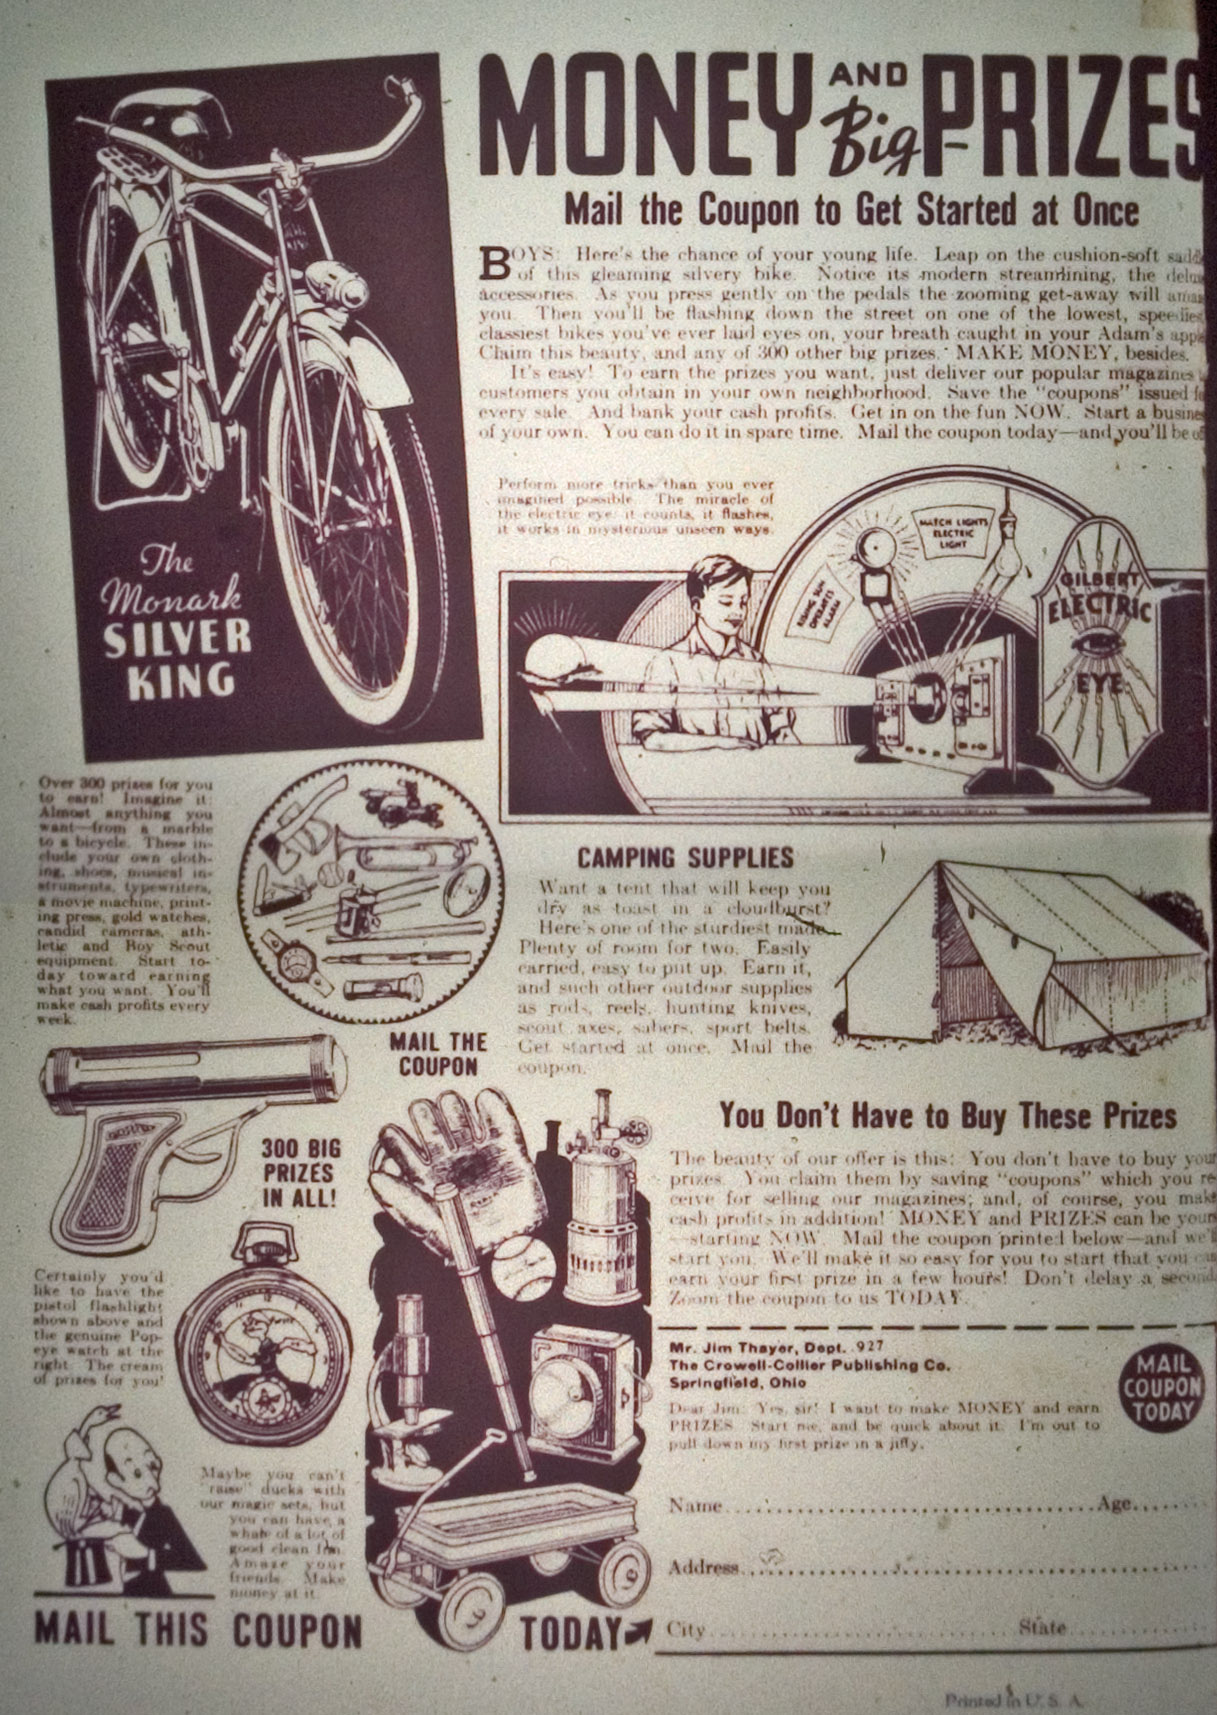 MONEY AND Big PRIZES
Mail the Coupon to Get Started at Once
BOYS: Here's the chance of your young life. Leap on the cushion-soft
of this gleaming silvery bike. Notice its modern streamlining, the
accessories. As you press gently on the pedals the zooming get-away will
you. Then you'll be flashing down the street on one of the lowest,
classiest bikes you've ever laid eyes on, your breath caught in your Adam's
Claim this beauty, and any of 300 other big prizes. MAKE MONEY, besides.
It's easy! To earn the prizes you want, just deliver our popular magazines
customers you obtain in your own neighborhood. Save the "coupons" issued
every sale. And bank your cash profits. Get in on the fun NOW. Start a
of your own. You can do it in spare time. Mail the coupon today—and you'll be
The
Monark
SILVER
KING
Perform more tricks than you ever
imagined possible. The miracle of
the electric eye: it counts, it flashes,
it works in mysterious unseen ways.
RISING SUN
OPERATES
ALARM
MATCH LIGHTS
ELECTRIC
LIGHT
GILBERT
ELECTRIC
EYE
Over 300 prizes for you
to earn! Imagine it:
Almost anything you
want—from a marble
to a bicycle. These in-
clude your own cloth-
ing, shoes, musical in-
struments, typewriters,
a movie machine, print-
ing press, gold watches,
candid cameras, ath-
letic and Boy Scout
equipment. Start to-
day toward earning
what you want. You'll
make cash profits every
week.
MAIL THE
COUPON
CAMPING SUPPLIES
Want a tent that will keep you
dry as toast in a cloudburst?
Here's one of the sturdiest made.
Plenty of room for two. Easily
carried, easy to put up. Earn it,
and such other outdoor supplies
as rods, reels, hunting knives,
scout axes, sabers, sport belts.
Get started at once. Mail the
coupon.
300 BIG
PRIZES
IN ALL!
Certainly you'd
like to have the
pistol flashlight
shown above and
the genuine Pop-
eye watch at the
right. The cream
of prizes for you!
Maybe you can't
"raise" ducks with
our magic sets, but
you can have a
whale of a lot of
good clean fun.
Amaze your
friends. Make
money at it.
MAIL THIS COUPON TODAY
You Don't Have to Buy These Prizes
The beauty of our offer is this: You don't have to buy your
prizes. You claim them by saving "coupons" which you re-
ceive for selling our magazines; and, of course, you make
cash profits in addition! MONEY and PRIZES can be yours
—starting NOW. Mail the coupon printed below—and we'll
start you. We'll make it so easy for you to start that you can
earn your first prize in a few hours! Don't delay a second.
Zoom the coupon to us TODAY.
Mr. Jim Thayer, Dept. 927
The Crowell-Collier Publishing Co.
Springfield, Ohio
MAIL
COUPON
TODAY
Dear Jim: Yes, sir! I want to make MONEY and earn
PRIZES. Start me, and be quick about it. I'm out to
pull down my first prize in a jiffy.
Name Age
Address
City State
Printed in U. S. A.